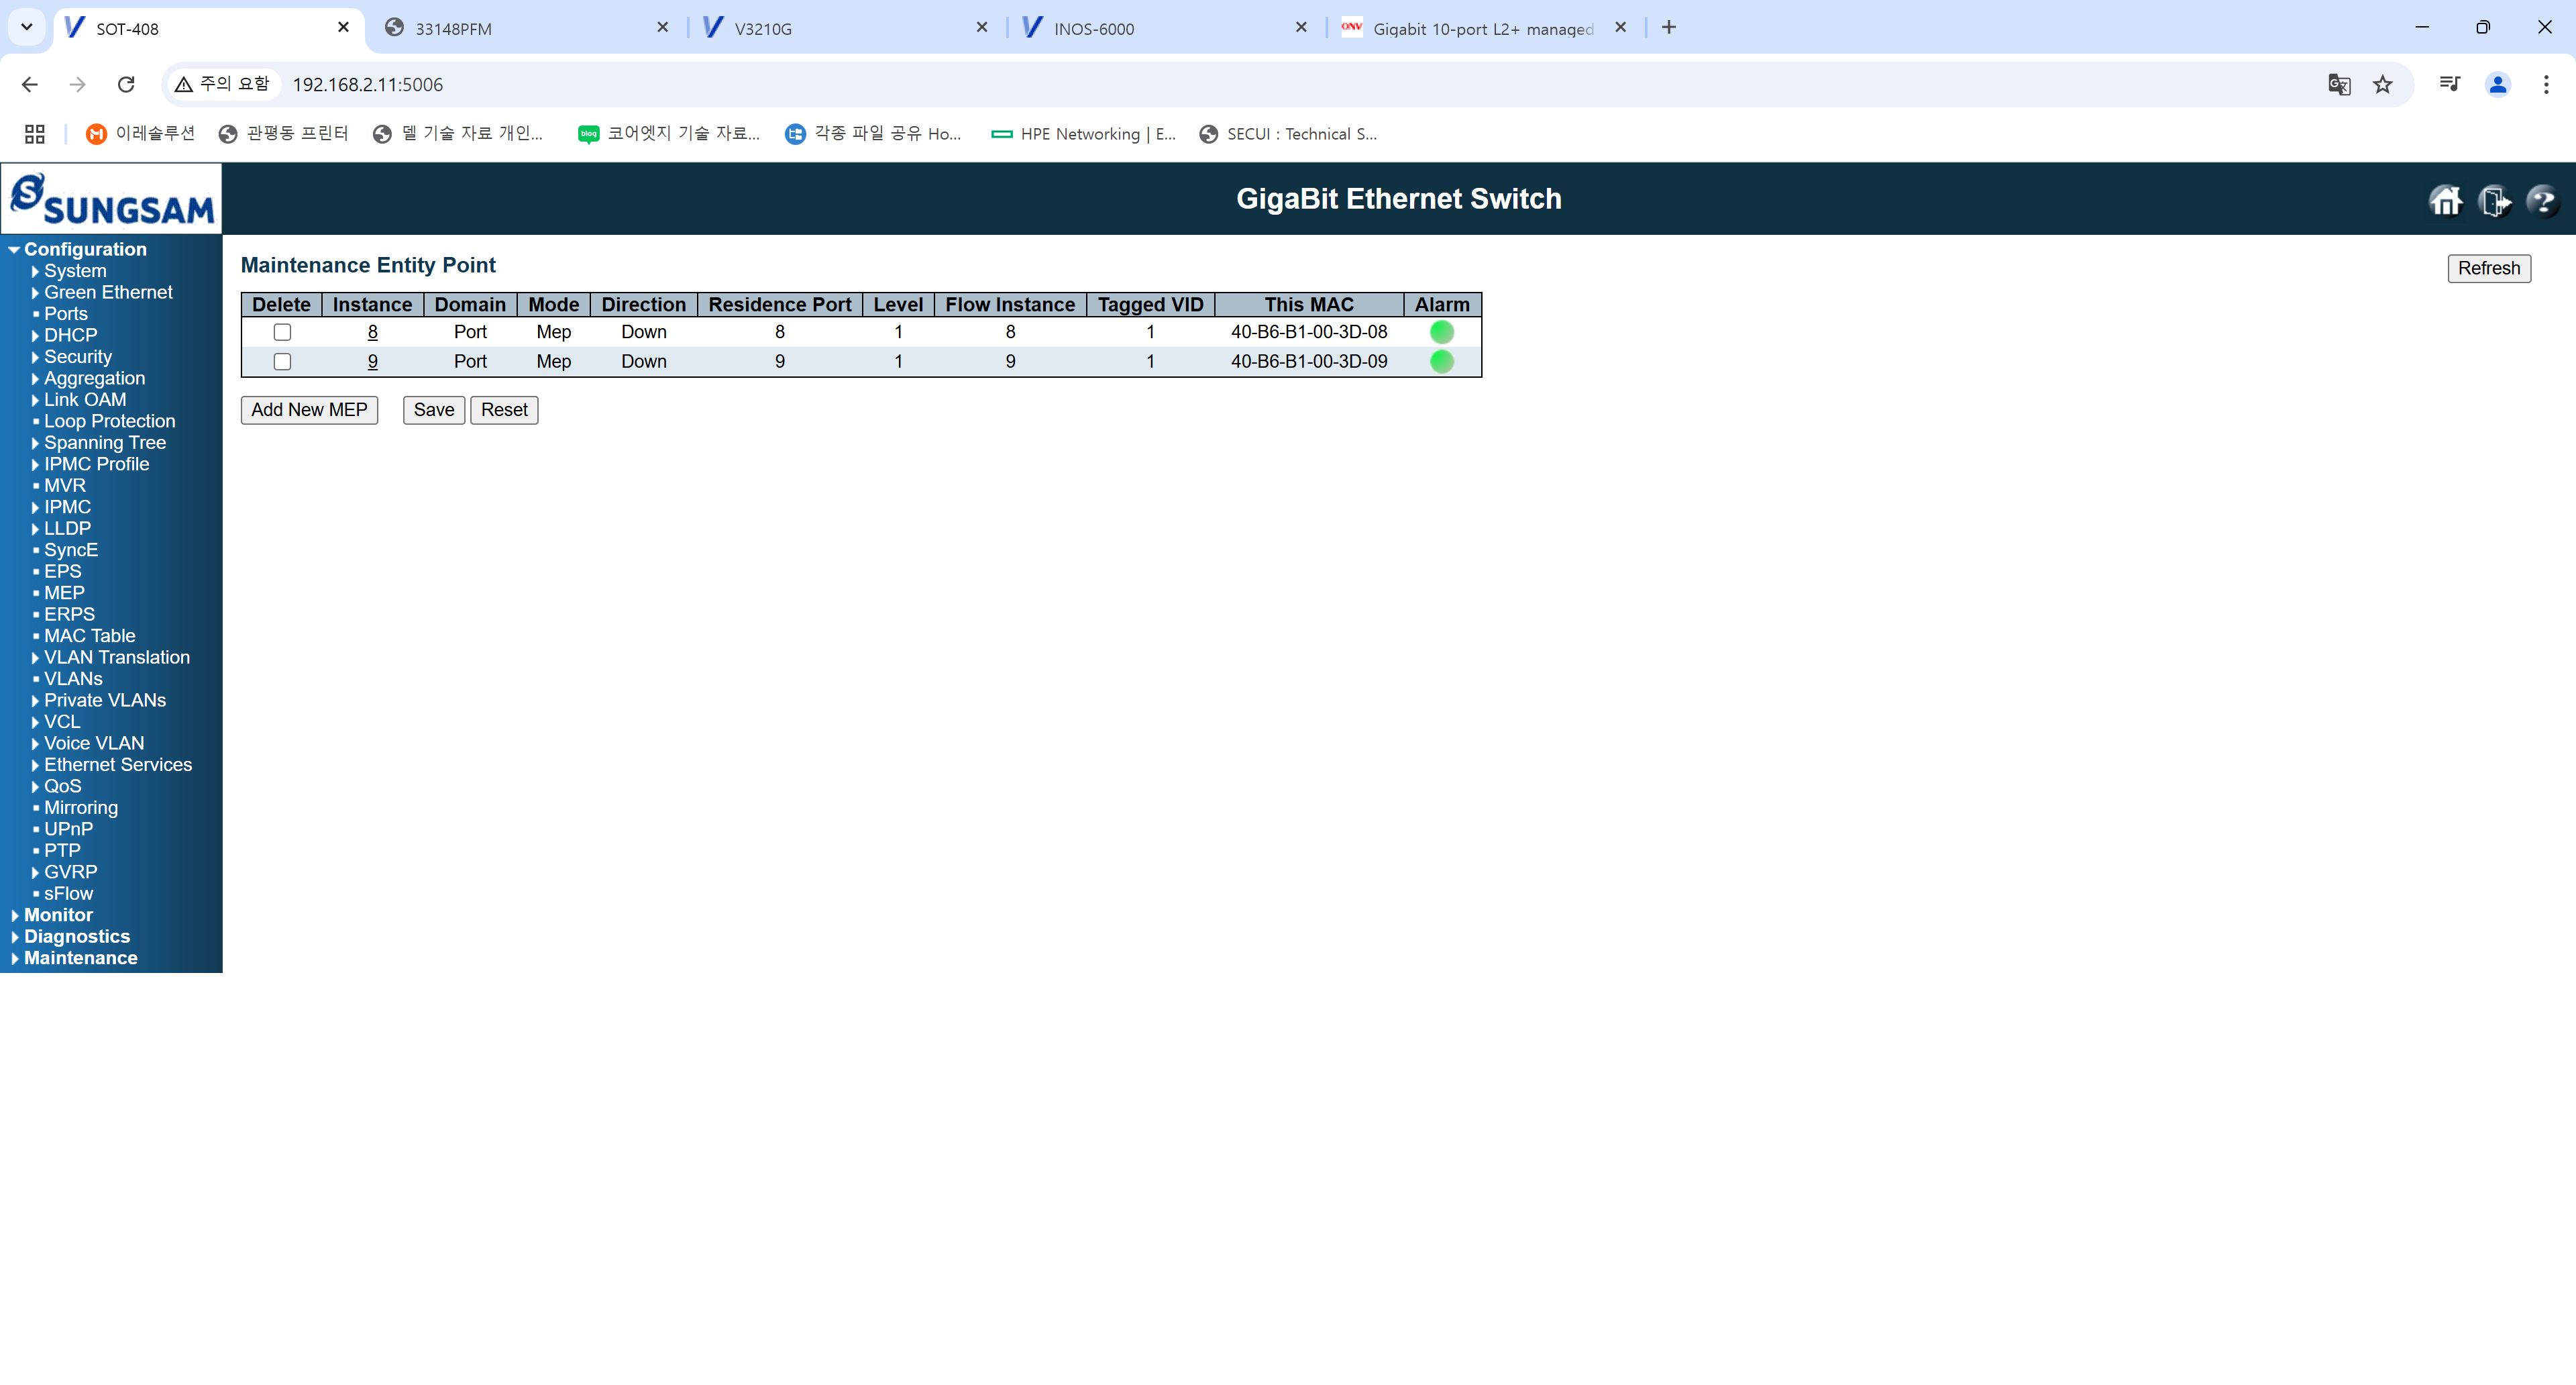 SOT-408
33148PFM
V3210G
INOS-6000
ONV Gigabit 10-port L2+ managed
주의 요함 192.168.2.11:5006
이레솔루션 관평동 프린터 델 기술 자료 개인... blog 코어엣지 기술 자료... 각종 파일 공유 Ho... HPE Networking | E... SECUI : Technical S...
SUNGSAM
GigaBit Ethernet Switch
Configuration
System
Green Ethernet
Ports
DHCP
Security
Aggregation
Link OAM
Loop Protection
Spanning Tree
IPMC Profile
MVR
IPMC
LLDP
SyncE
EPS
MEP
ERPS
MAC Table
VLAN Translation
VLANs
Private VLANs
VCL
Voice VLAN
Ethernet Services
QoS
Mirroring
UPnP
PTP
GVRP
sFlow
Monitor
Diagnostics
Maintenance
Maintenance Entity Point
Refresh
Delete Instance Domain Mode Direction Residence Port Level Flow Instance Tagged VID This MAC Alarm
8 Port Mep Down 8 1 8 1 40-B6-B1-00-3D-08
9 Port Mep Down 9 1 9 1 40-B6-B1-00-3D-09
Add New MEP Save Reset